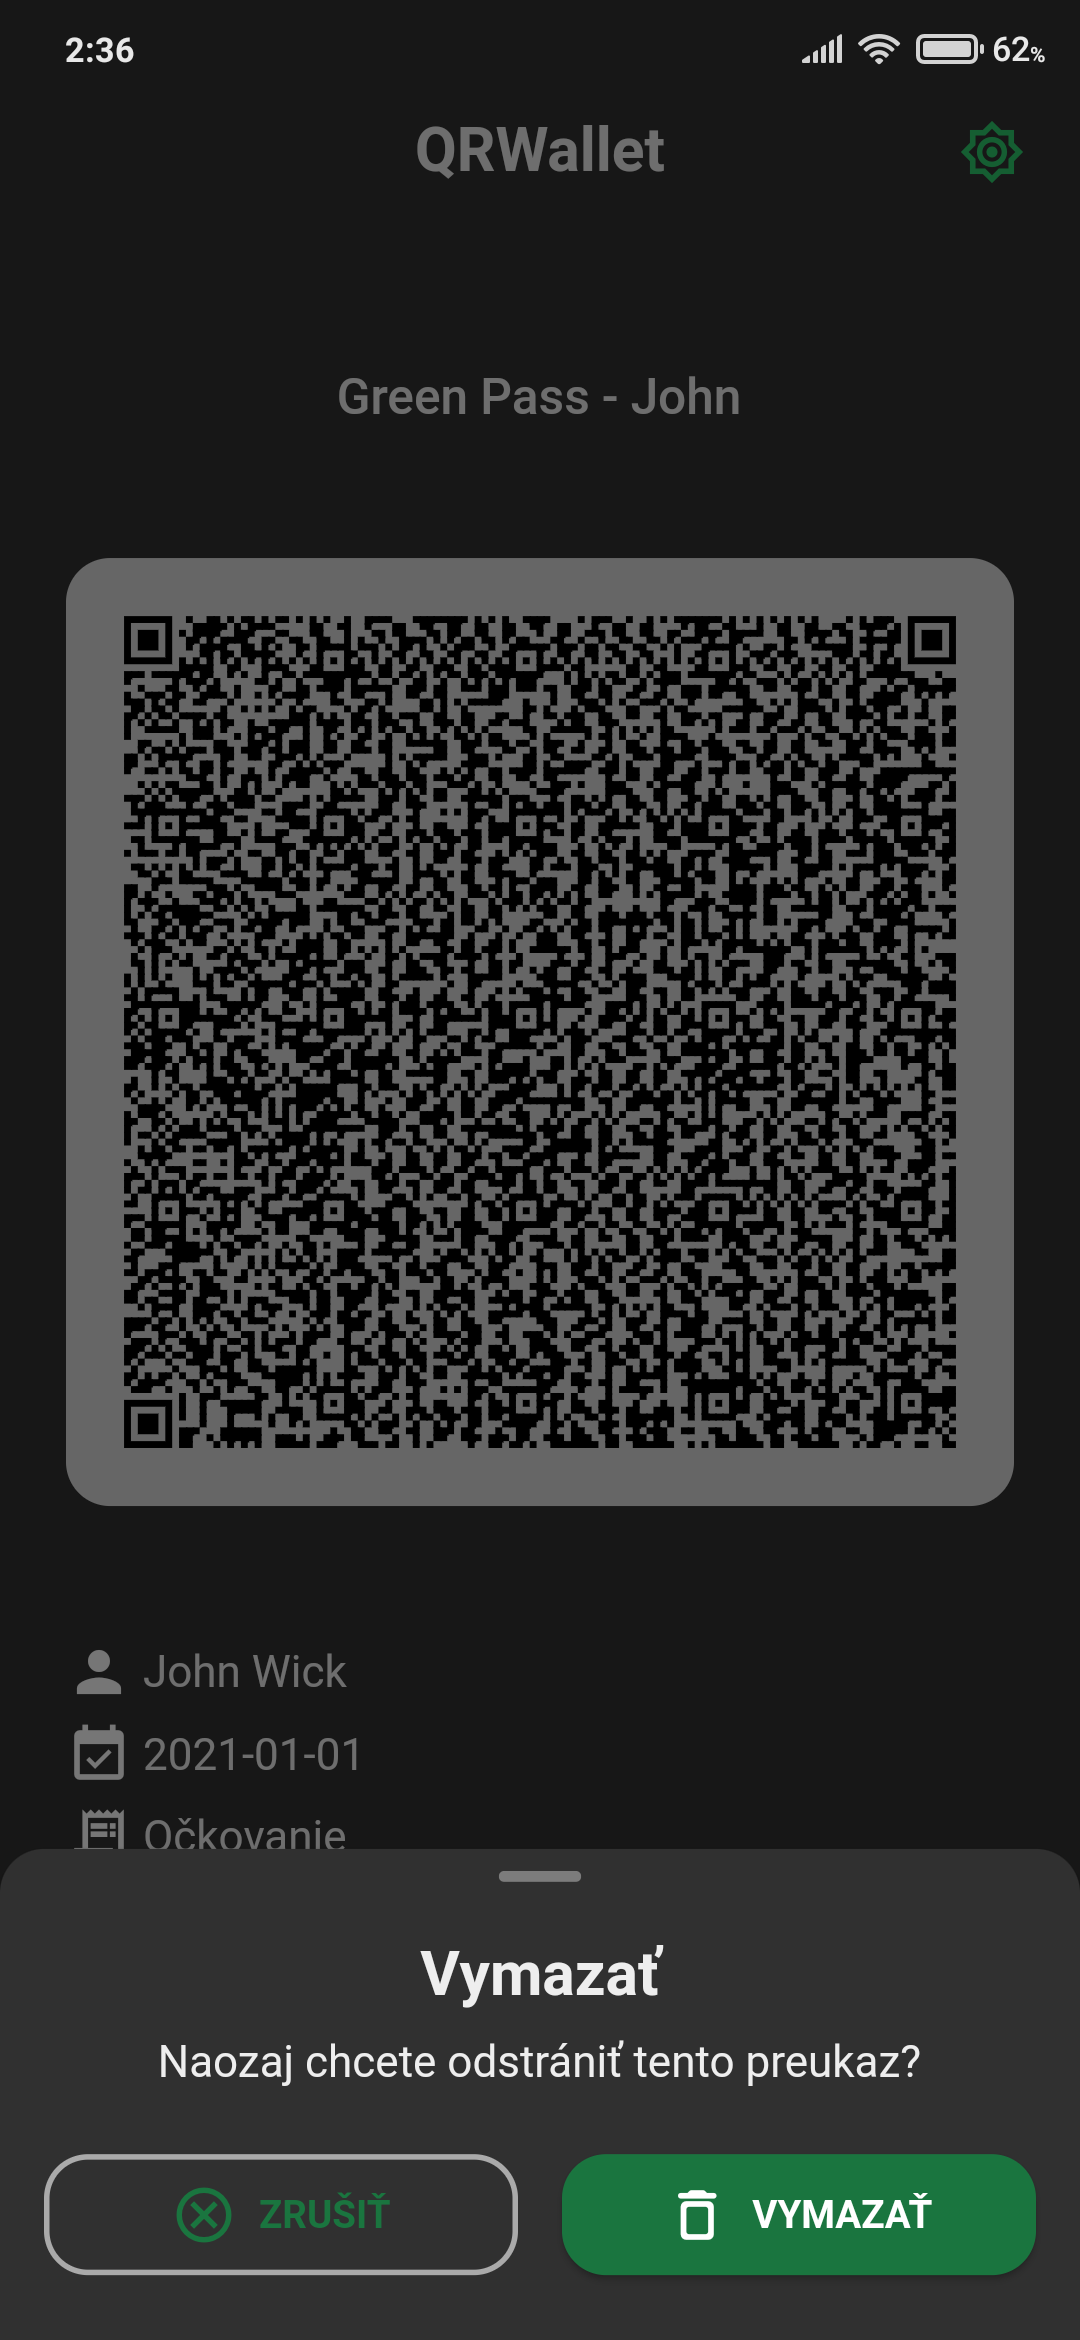 2:36
62%
QRWallet
Green Pass - John
John Wick
2021-01-01
Očkovanie
Vymazať
Naozaj chcete odstrániť tento preukaz?
ZRUŠIŤ
VYMAZAŤ